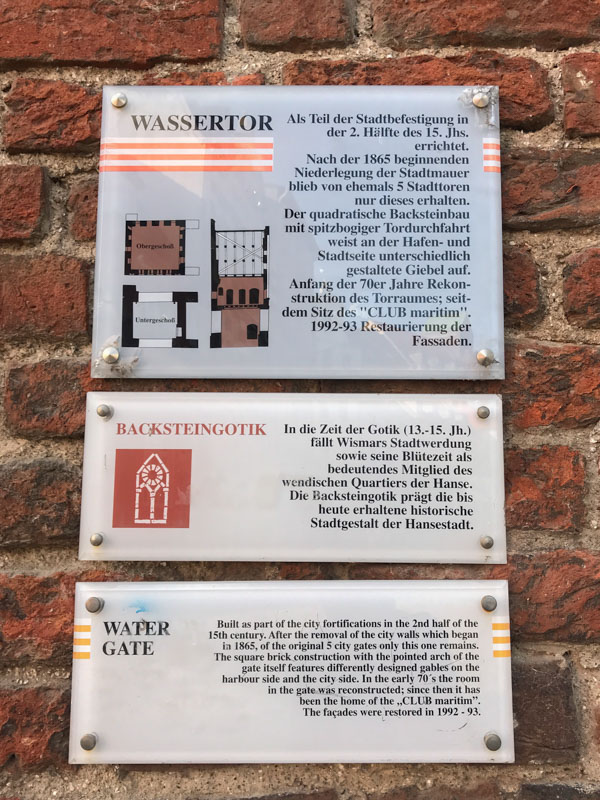 WASSERTOR
Als Teil der Stadtbefestigung in
der 2. Hälfte des 15. Jhs.
errichtet.
Nach der 1865 beginnenden
Niederlegung der Stadtmauer
blieb von ehemals 5 Stadttoren
nur dieses erhalten.
Der quadratische Backsteinbau
mit spitzbogiger Tordurchfahrt
weist an der Hafen- und
Stadtseite unterschiedlich
gestaltete Giebel auf.
Anfang der 70er Jahre Rekon-
struktion des Torraumes; seit-
dem Sitz des "CLUB maritim".
1992-93 Restaurierung der
Fassaden.
Obergeschoß
Untergeschoß
BACKSTEINGOTIK
In die Zeit der Gotik (13.-15. Jh.)
fällt Wismars Stadtwerdung
sowie seine Blütezeit als
bedeutendes Mitglied des
wendischen Quartiers der Hanse.
Die Backsteingotik prägt die bis
heute erhaltene historische
Stadtgestalt der Hansestadt.
WATER
GATE
Built as part of the city fortifications in the 2nd half of the
15th century. After the removal of the city walls which began
in 1865, of the original 5 city gates only this one remains.
The square brick construction with the pointed arch of the
gate itself features differently designed gables on the
harbour side and the city side. In the early 70´s the room
in the gate was reconstructed; since then it has
been the home of the „CLUB maritim”.
The façades were restored in 1992 - 93.